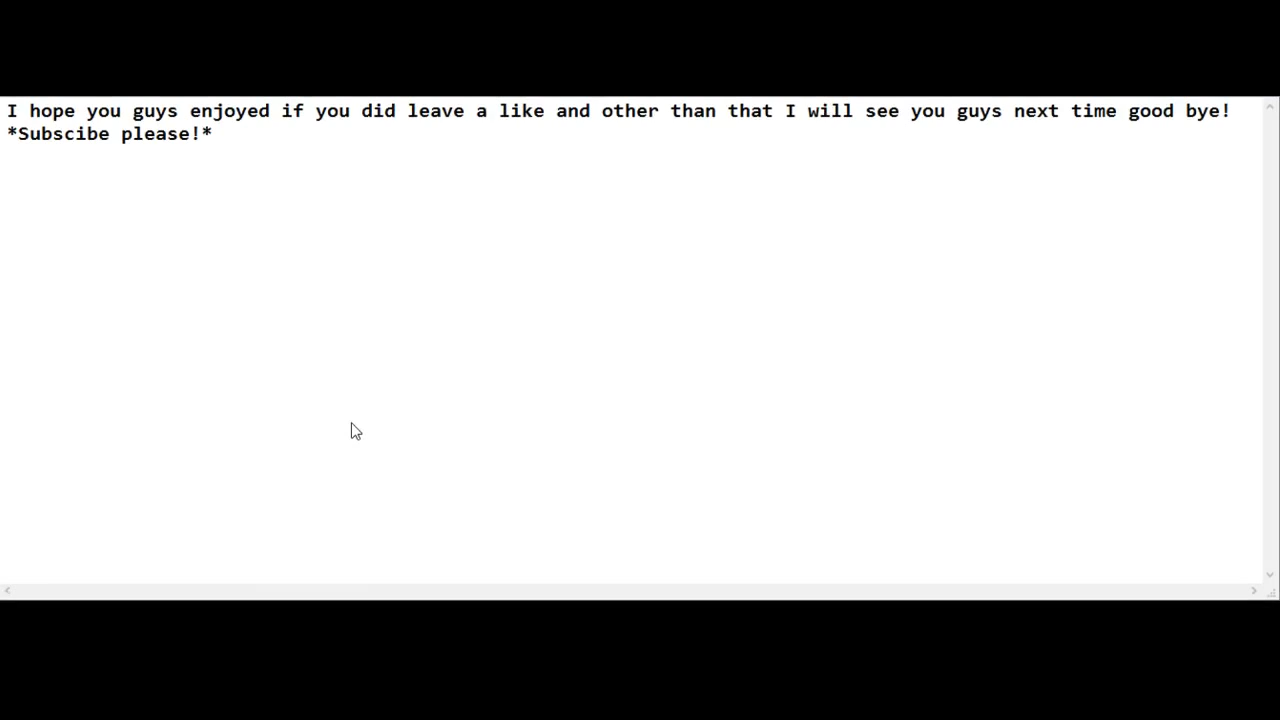 I hope you guys enjoyed if you did leave a like and other than that I will see you guys next time good bye!
*Subscibe please!*